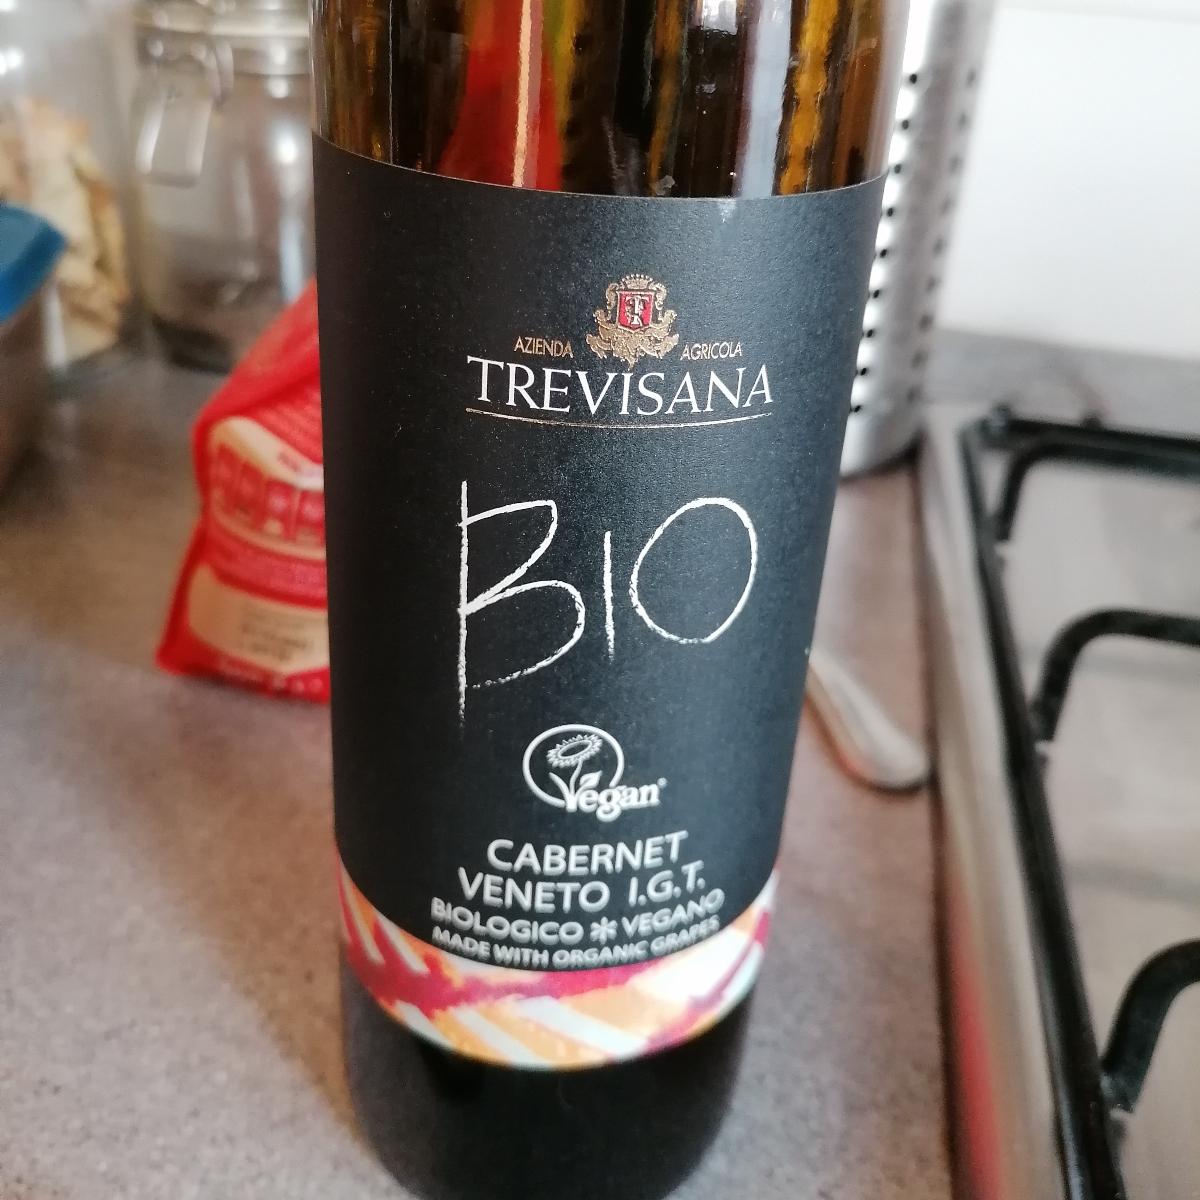 AZIENDA AGRICOLA
TREVISANA
BIO
Vegan
CABERNET
VENETO I.G.T.
BIOLOGICO * VEGANO
MADE WITH ORGANIC GRAPES